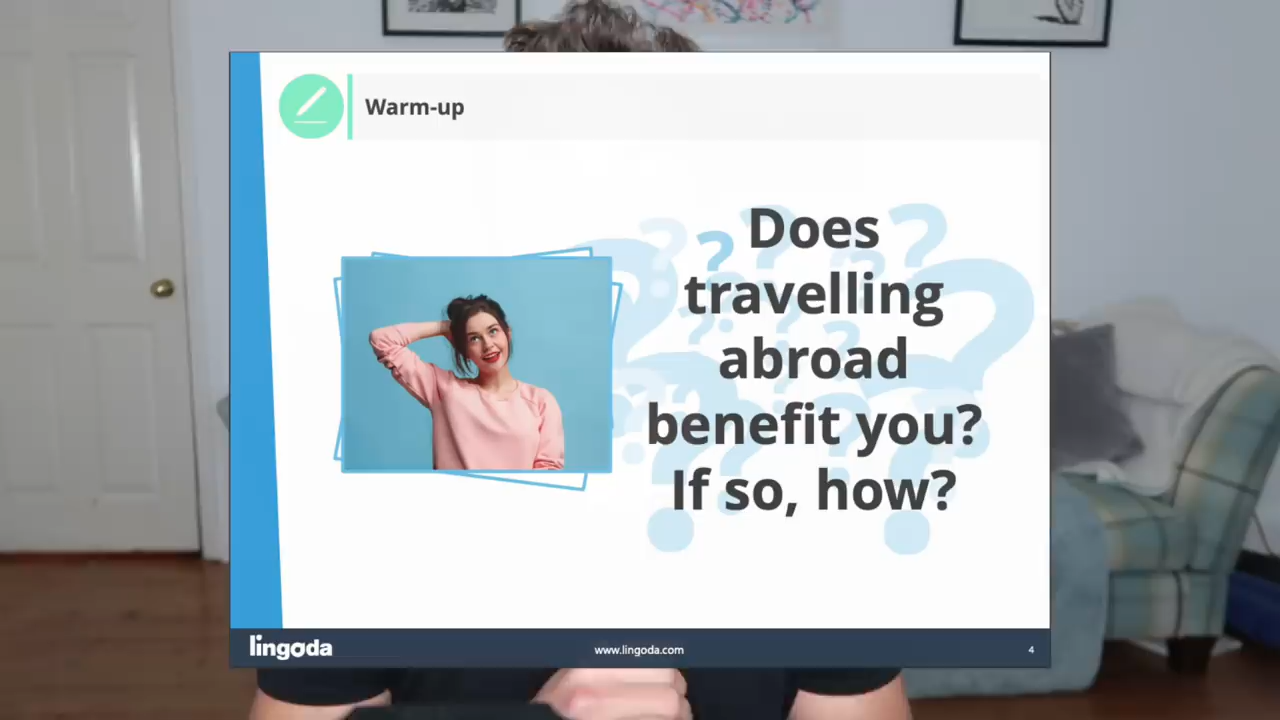 Warm-up
Does
travelling
abroad
benefit you?
If so, how?
lingoda
www.lingoda.com
4